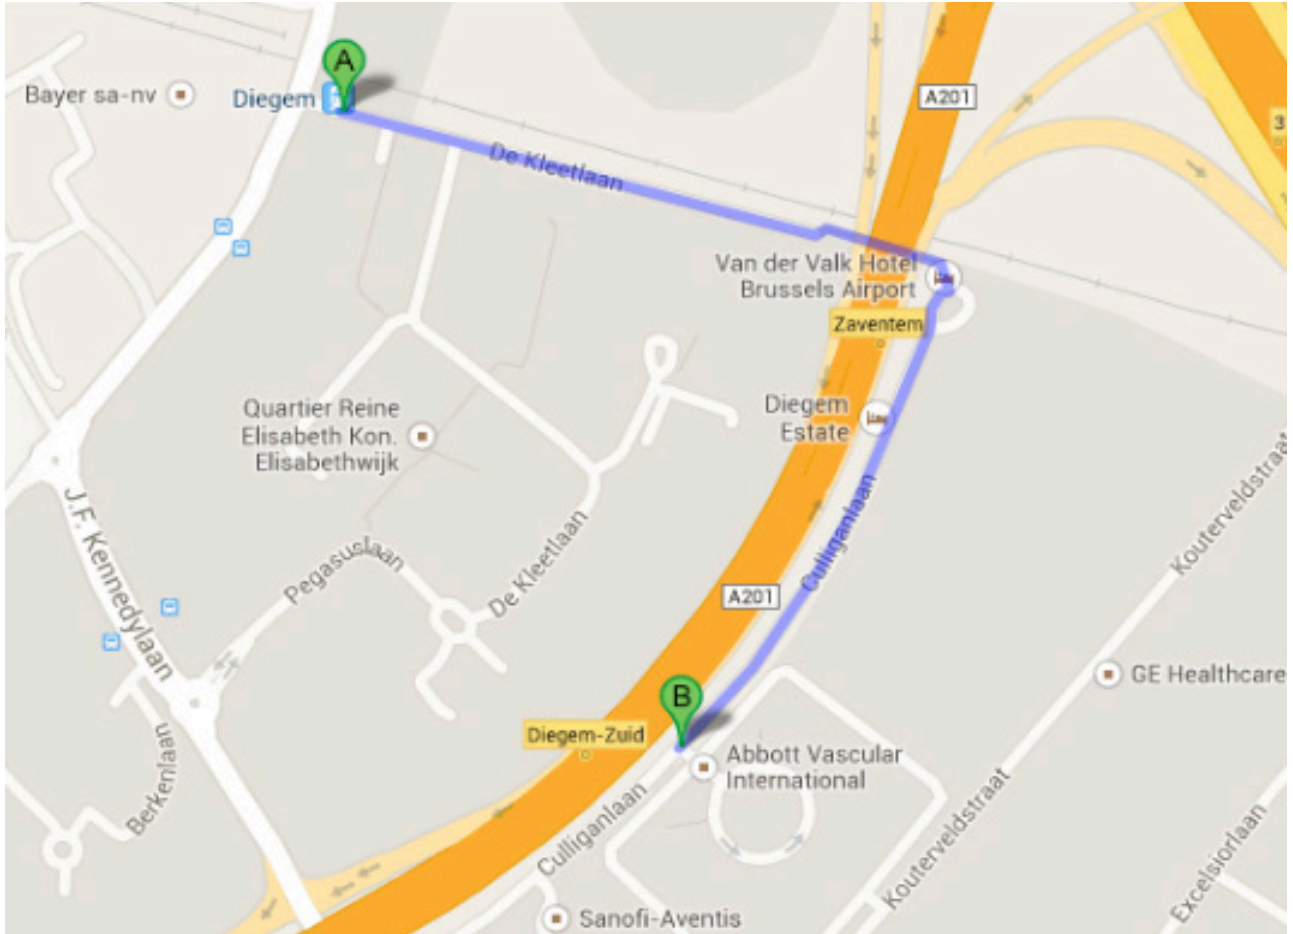 A
Bayer sa-nv
Diegem
A201
3
De Kleetlaan
Van der Valk Hotel
Brussels Airport
Zaventem
Diegem
Estate
Quartier Reine
Elisabeth Kon.
Elisabethwijk
Kouterveldstraat
J.F. Kennedylaan
Culliganlaan
Pegasuslaan
De Kleetlaan
A201
GE Healthcare
B
Diegem-Zuid
Abbott Vascular
International
Berkenlaan
Culliganlaan
Kouterveldstraat
Excelsiorlaan
Sanofi-Aventis